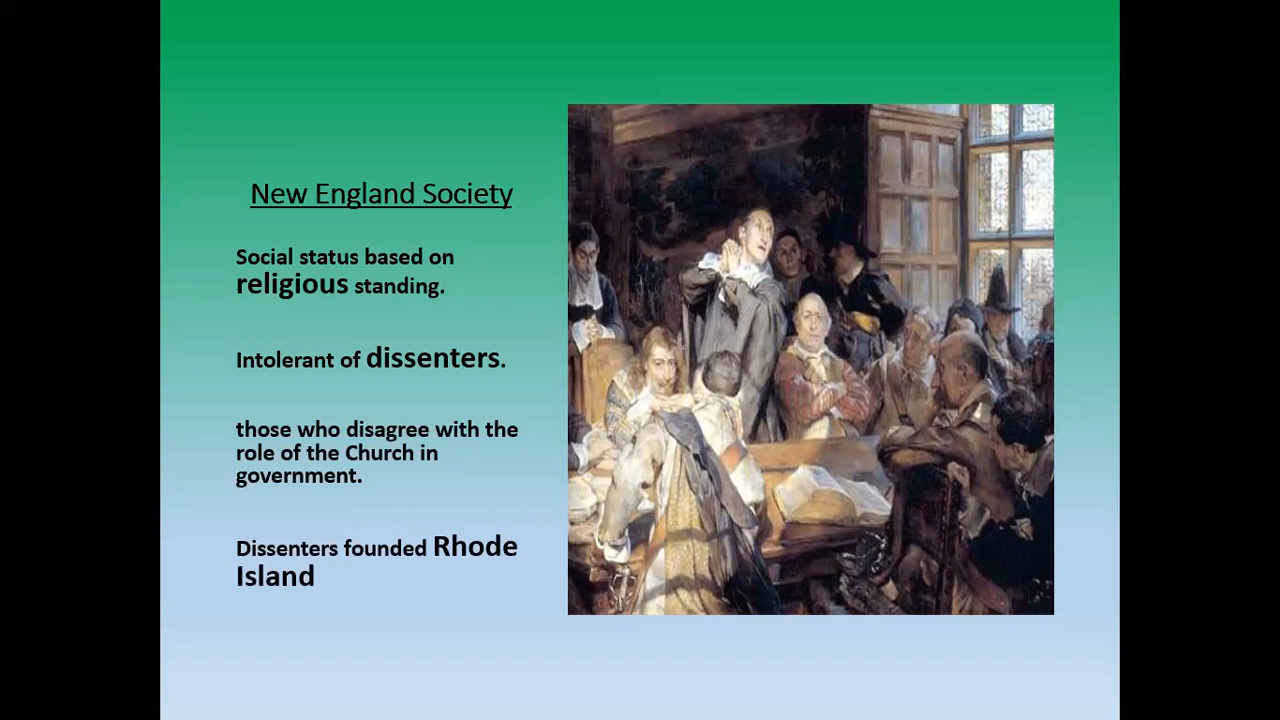 New England Society
Social status based on
religious standing.
Intolerant of dissenters.
those who disagree with the
role of the Church in
government.
Dissenters founded Rhode
Island